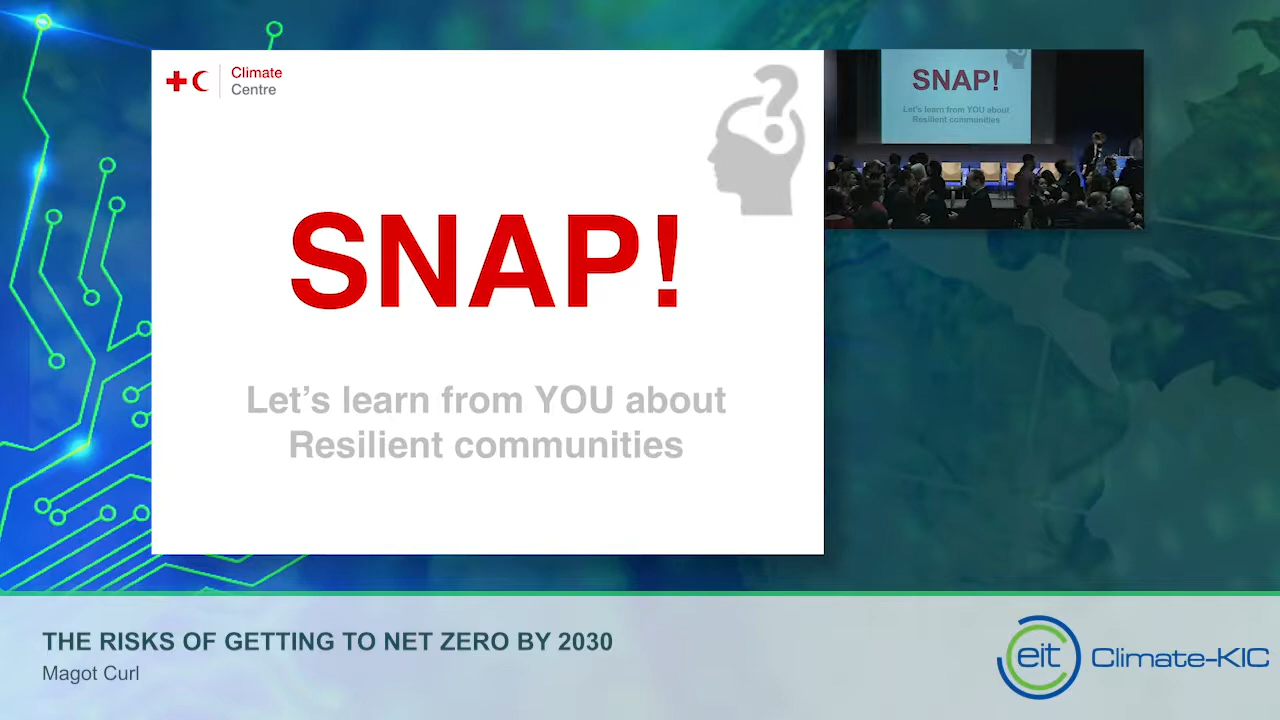 Climate
Centre
SNAP!
Let's learn from YOU about
Resilient communities
SNAP!
Let's learn from YOU about
Resilient communities
THE RISKS OF GETTING TO NET ZERO BY 2030
Magot Curl
eit Climate-KIC